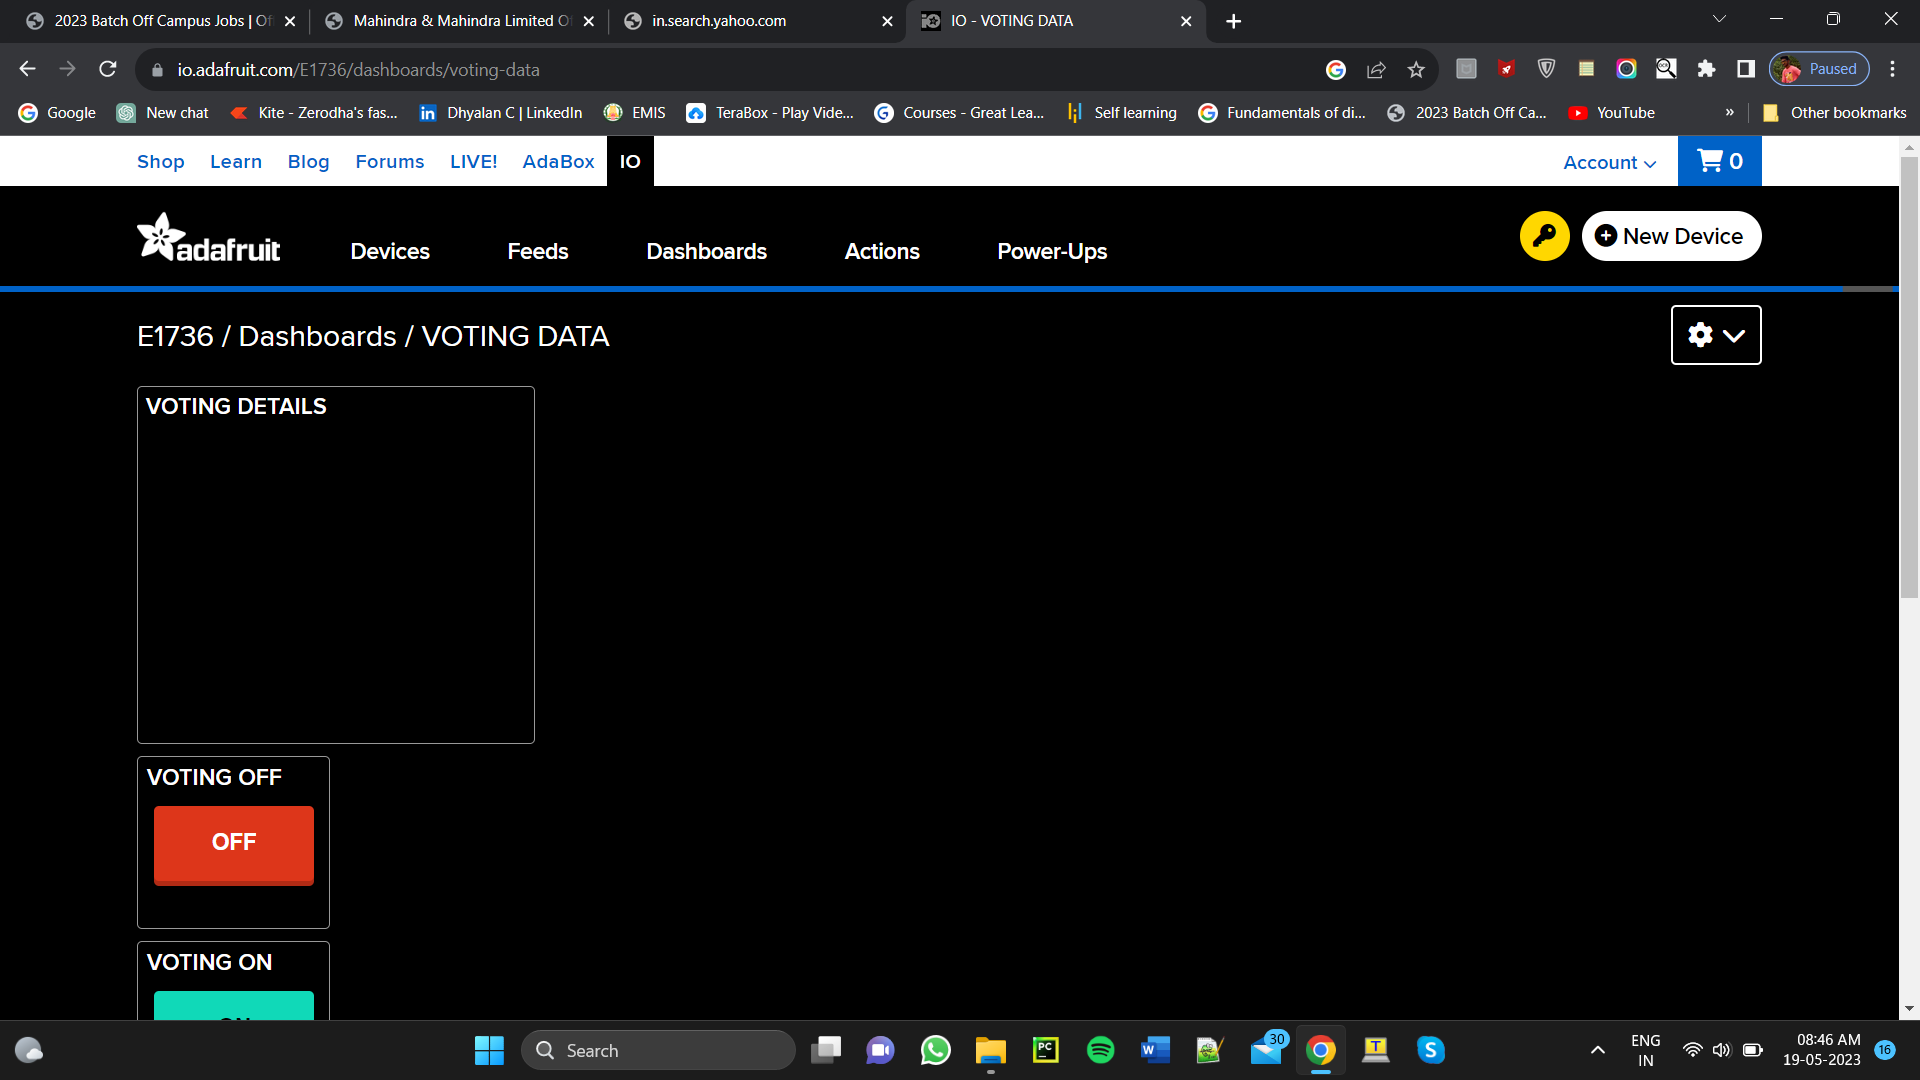 2023 Batch Off Campus Jobs | Of
Mahindra & Mahindra Limited O
in.search.yahoo.com
IO - VOTING DATA
io.adafruit.com/E1736/dashboards/voting-data
Paused
Google
New chat
Kite - Zerodha's fas...
Dhyalan C | LinkedIn
EMIS
TeraBox - Play Vide...
Courses - Great Lea...
Self learning
Fundamentals of di...
2023 Batch Off Ca...
YouTube
»
Other bookmarks
Shop Learn Blog Forums LIVE! AdaBox IO
Account
0
adafruit
Devices Feeds Dashboards Actions Power-Ups
New Device
E1736 / Dashboards / VOTING DATA
VOTING DETAILS
VOTING OFF
OFF
VOTING ON
ON
Search
30
ENG
IN
08:46 AM
19-05-2023
16